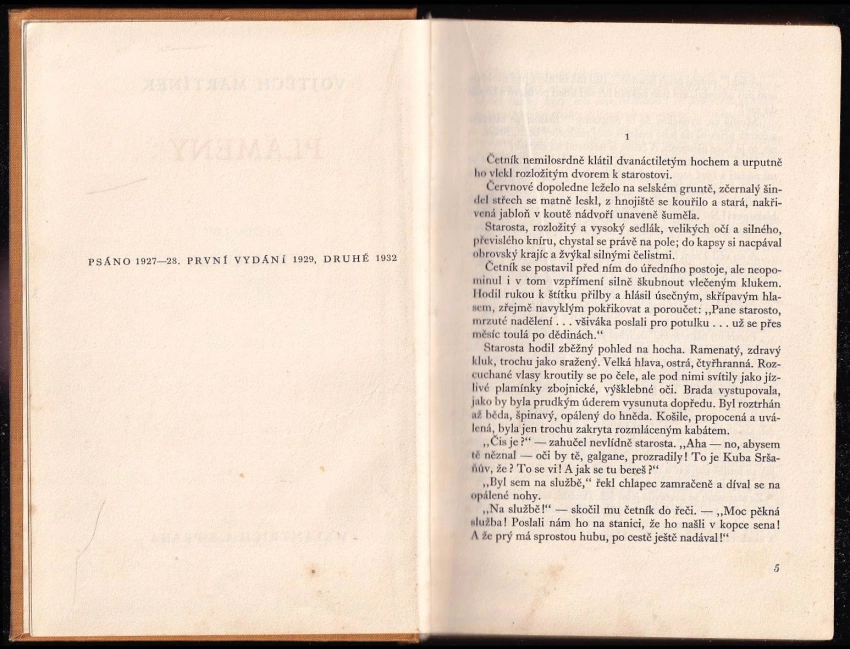 PSÁNO 1927—28. PRVNÍ VYDÁNÍ 1929, DRUHÉ 1932
1
Četník nemilosrdně klátil dvanáctiletým hochem a urputně
ho vlekl rozložitým dvorem k starostovi.
Červnové dopoledne leželo na selském gruntě, zčernalý šin-
del střech se matně leskl, z hnojiště se kouřilo a stará, nakři-
vená jabloň v koutě nádvoří unaveně šuměla.
Starosta, rozložitý a vysoký sedlák, velikých očí a silného,
převislého kníru, chystal se právě na pole; do kapsy si nacpával
obrovský krajíc a žvýkal silnými čelistmi.
Četník se postavil před ním do úředního postoje, ale neopo-
minul i v tom vzpřímení silně škubnout vlečeným klukem.
Hodil rukou k štítku přilby a hlásil úsečným, skřípavým hla-
sem, zřejmě navyklým pokřikovat a poroučet: „Pane starosto,
mrzuté nadělení . . . všiváka poslali pro potulku . . . už se přes
měsíc toulá po dědinách.“
Starosta hodil zběžný pohled na hocha. Ramenatý, zdravý
kluk, trochu jako sražený. Velká hlava, ostrá, čtyřhranná. Roz-
cuchané vlasy kroutily se po čele, ale pod nimi svítily jako jíz-
livé plamínky zbojnické, výšklebné oči. Brada vystupovala,
jako by byla prudkým úderem vysunuta dopředu. Byl roztrhán
až běda, špinavý, opálený do hněda. Košile, propocená a uvá-
lená, byla jen trochu zakryta rozmláceným kabátem.
„Čís je?“ — zahučel nevlídně starosta. „Aha — no, abysem
tě néznal — oči by tě, galgane, prozradily! To je Kuba Srša-
ňův, že? To se vi! A jak se tu bereš?“
„Byl sem na službě,“ řekl chlapec zamračeně a díval se na
opálené nohy.
„Na službě!“ — skočil mu četník do řeči. — „Moc pěkná
služba! Poslali nám ho na stanici, že ho našli v kopce sena!
A že prý má sprostou hubu, po cestě ještě nadával!“
5